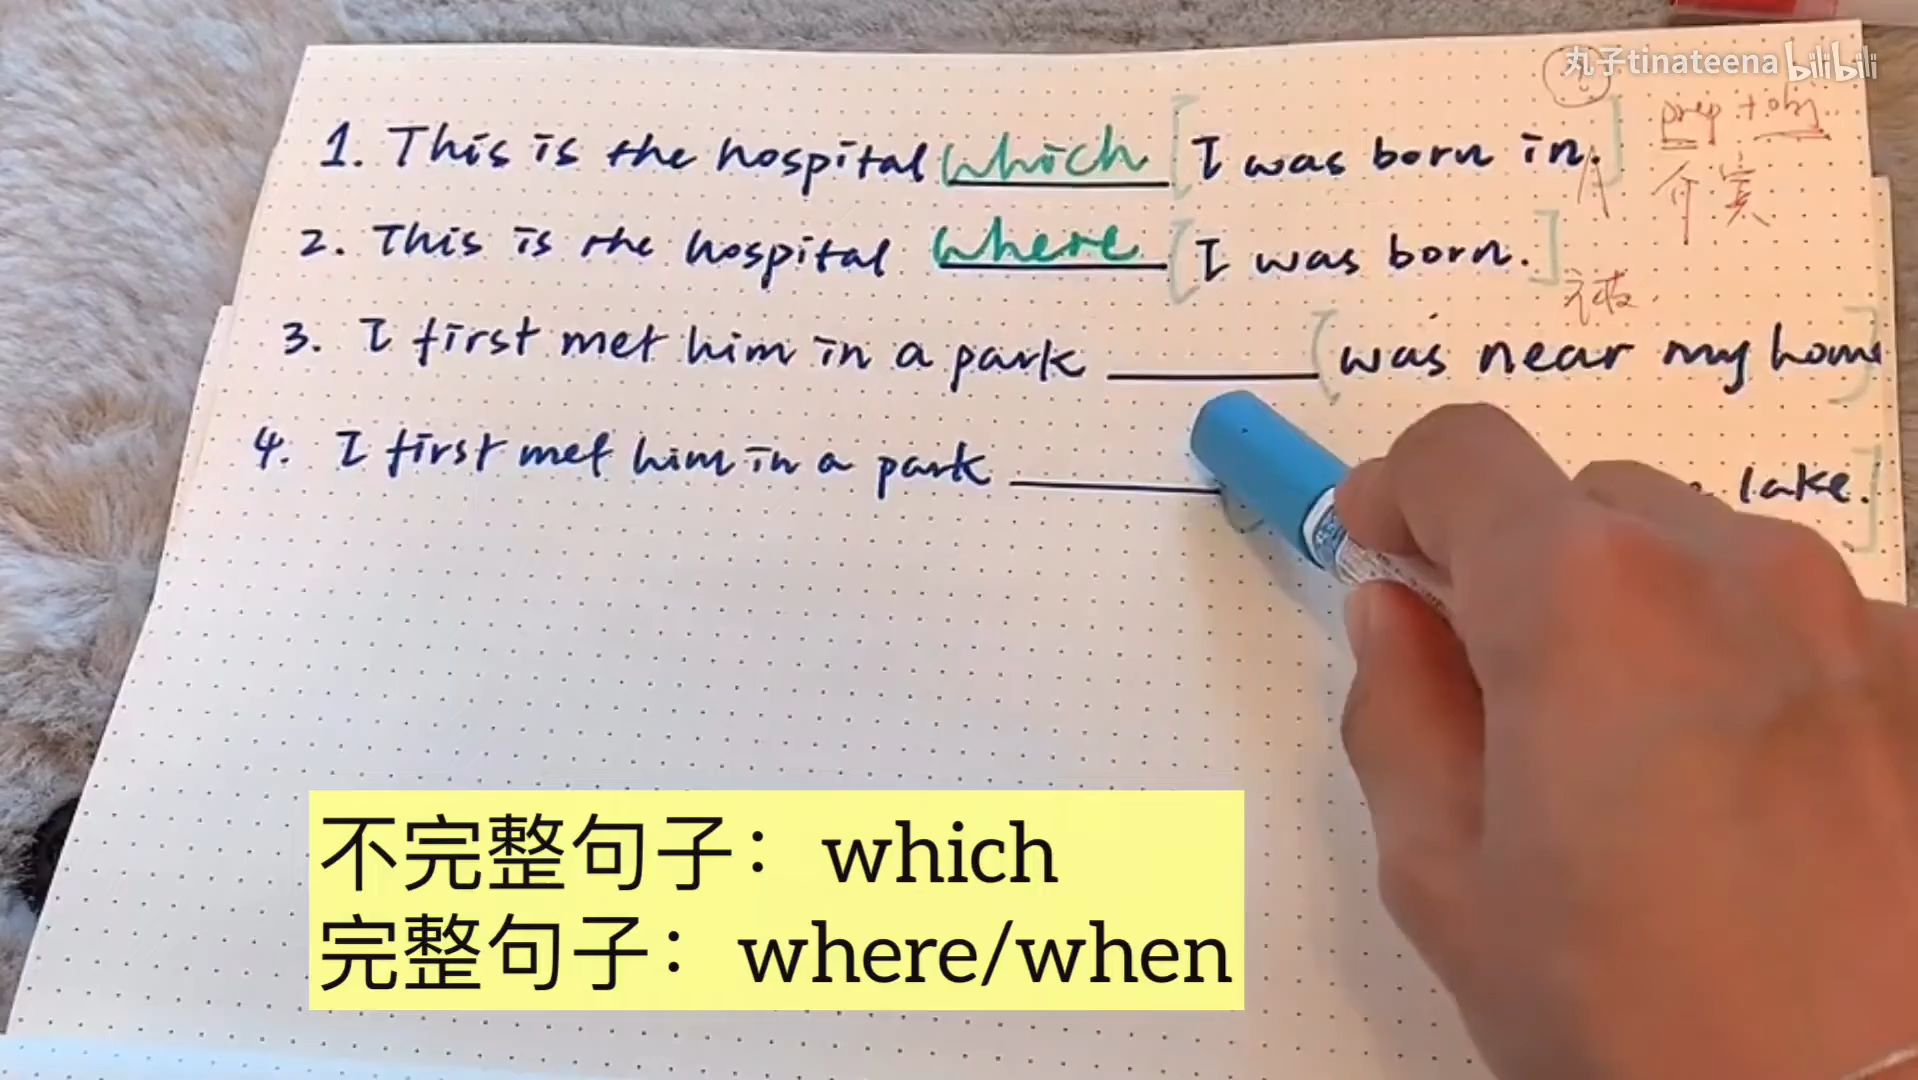 丸子tinateena bilibili
prep + obj
1. This is the hospital which [I was born in.]
介宾
2. This is the hospital where [I was born.]
3. I first met him in a park ______ [was near my home]
4. I first met him in a park ______ lake.]
不完整句子：which
完整句子：where/when